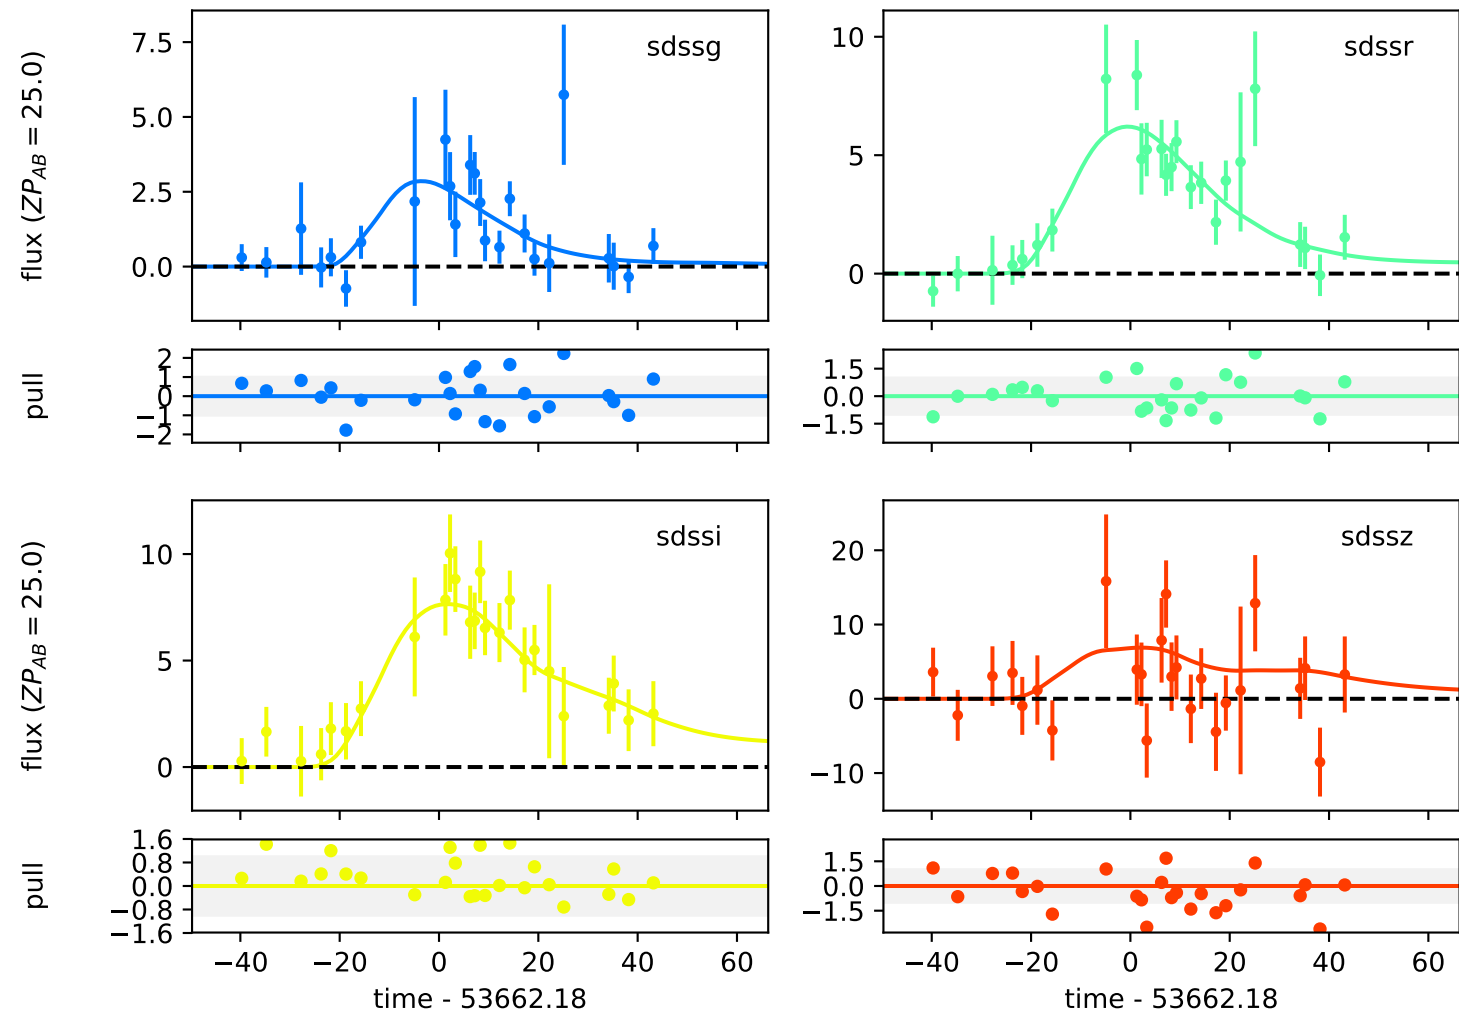 sdssg
flux (ZP_AB = 25.0)
7.5
5.0
2.5
0.0
sdssr
10
5
0
pull
2
1
0
−1
−2
1.5
0.0
−1.5
sdssi
flux (ZP_AB = 25.0)
10
5
0
sdssz
20
10
0
−10
pull
1.6
0.8
0.0
−0.8
−1.6
1.5
0.0
−1.5
−40 −20 0 20 40 60
time - 53662.18
−40 −20 0 20 40 60
time - 53662.18